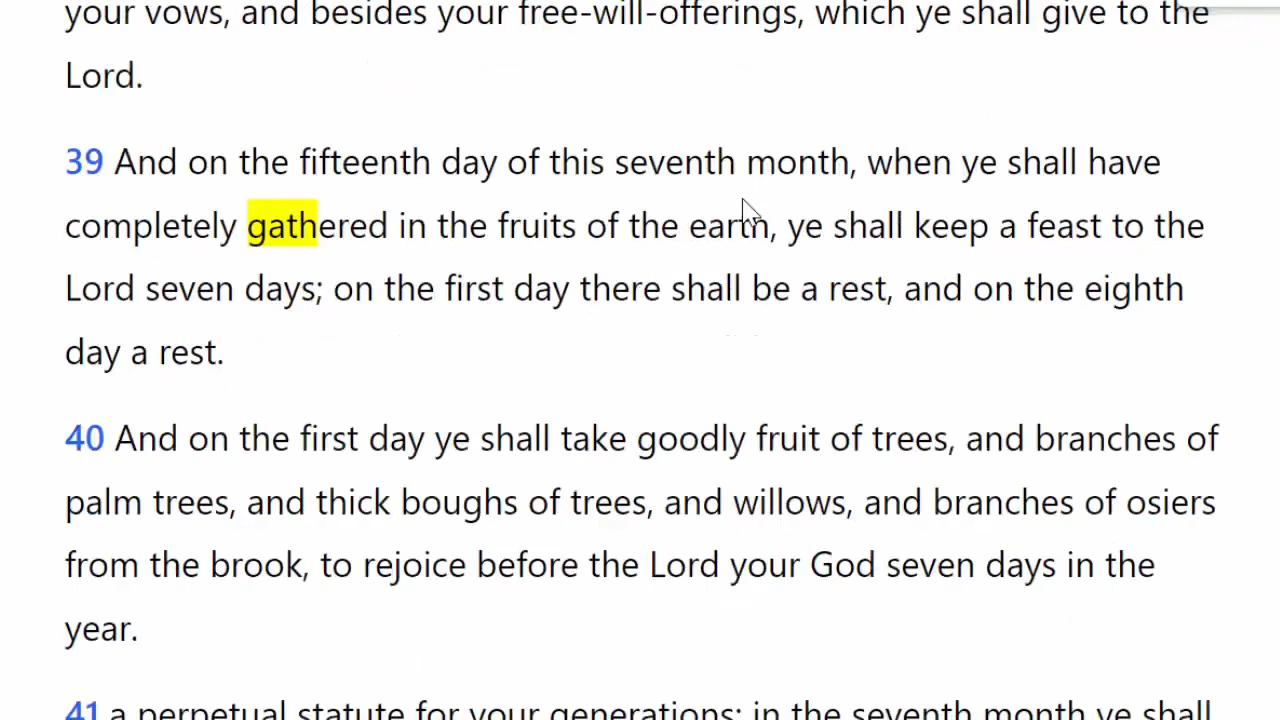 your vows, and besides your free-will-offerings, which ye shall give to the
Lord.
39 And on the fifteenth day of this seventh month, when ye shall have
completely gathered in the fruits of the earth, ye shall keep a feast to the
Lord seven days; on the first day there shall be a rest, and on the eighth
day a rest.
40 And on the first day ye shall take goodly fruit of trees, and branches of
palm trees, and thick boughs of trees, and willows, and branches of osiers
from the brook, to rejoice before the Lord your God seven days in the
year.
41 a perpetual statute for your generations: in the seventh month ye shall